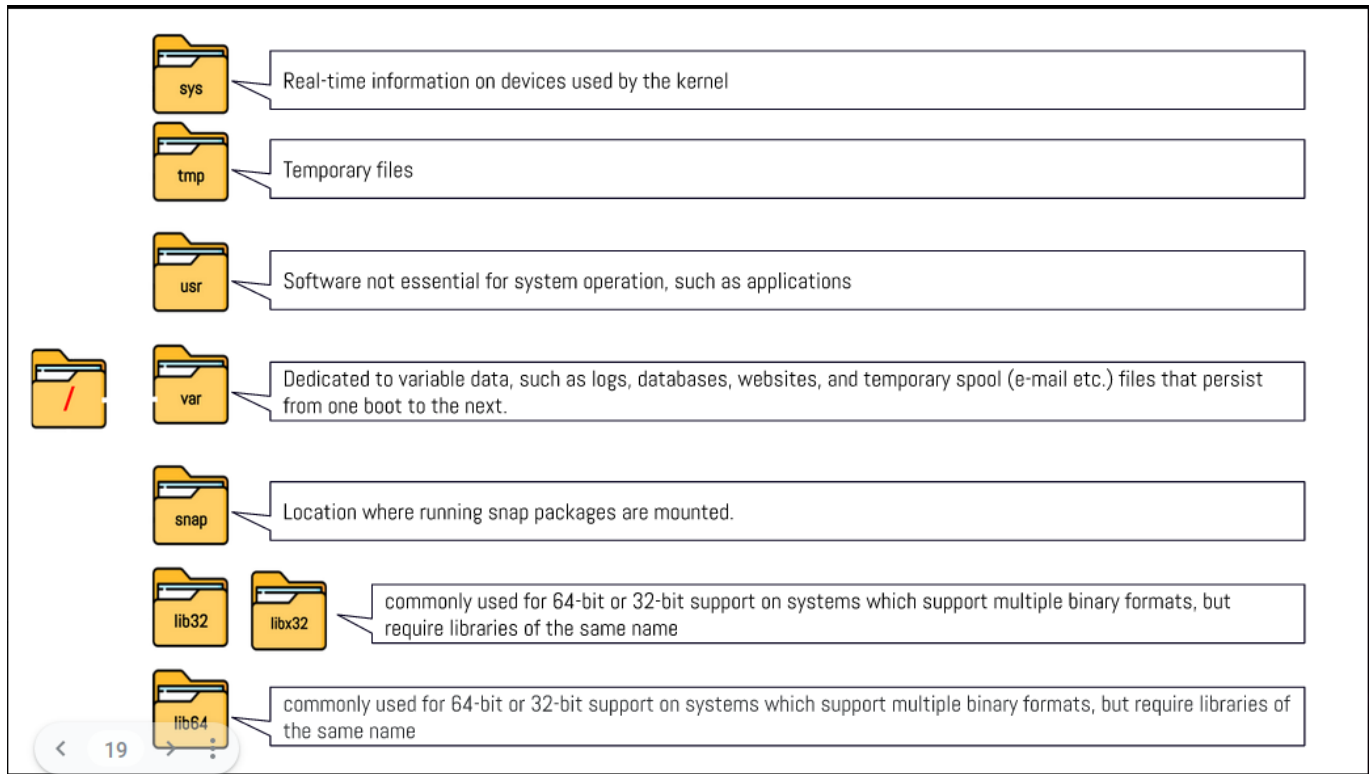 sys
Real-time information on devices used by the kernel
tmp
Temporary files
usr
Software not essential for system operation, such as applications
/
var
Dedicated to variable data, such as logs, databases, websites, and temporary spool (e-mail etc.) files that persist
from one boot to the next.
snap
Location where running snap packages are mounted.
lib32
libx32
commonly used for 64-bit or 32-bit support on systems which support multiple binary formats, but
require libraries of the same name
lib64
commonly used for 64-bit or 32-bit support on systems which support multiple binary formats, but require libraries of
the same name
19